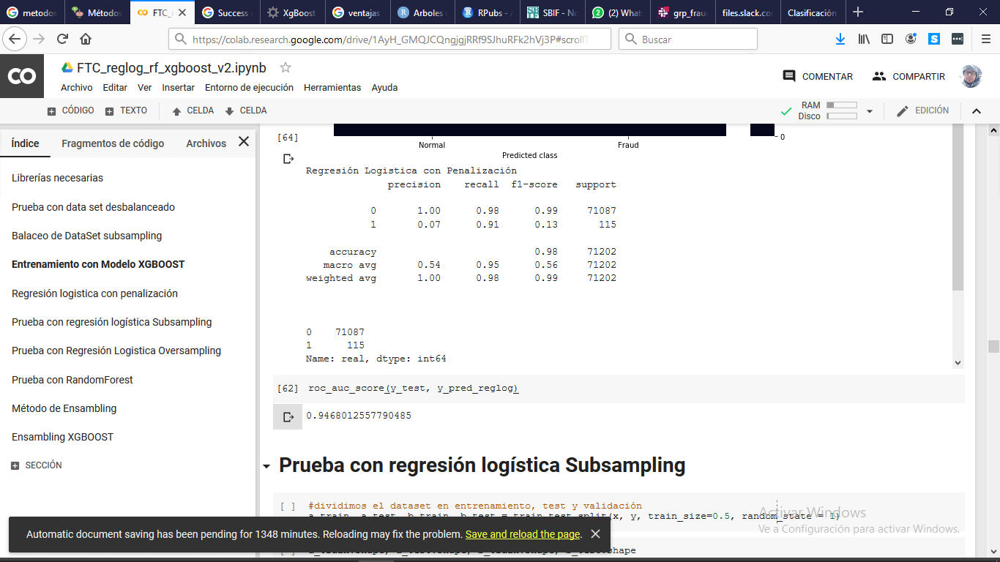 metodos
Métodos
FTC_r
Success
XgBoost
ventajas
Arboles
RPubs -
SBIF - No
(2) What
grp_frau
files.slack.co
Clasificación
https://colab.research.google.com/drive/1AyH_GMQJCQngjgjRRf9SJhuRFk2hVj3P#scrollT
Buscar
FTC_reglog_rf_xgboost_v2.ipynb
COMENTAR
COMPARTIR
Archivo Editar Ver Insertar Entorno de ejecución Herramientas Ayuda
CÓDIGO TEXTO CELDA CELDA
RAM
Disco
EDICIÓN
Índice Fragmentos de código Archivos
Librerías necesarias
Prueba con data set desbalanceado
Balaceo de DataSet subsampling
Entrenamiento con Modelo XGBOOST
Regresión logistica con penalización
Prueba con regresión logística Subsampling
Prueba con Regresión Logistica Oversampling
Prueba con RandomForest
Método de Ensambling
Ensambling XGBOOST
SECCIÓN
[64]
0
Normal Fraud
Predicted class
Regresión Logistica con Penalización
precision recall f1-score support
0 1.00 0.98 0.99 71087
1 0.07 0.91 0.13 115
accuracy 0.98 71202
macro avg 0.54 0.95 0.56 71202
weighted avg 1.00 0.98 0.99 71202
0 71087
1 115
Name: real, dtype: int64
[62] roc_auc_score(y_test, y_pred_reglog)
0.9468012557790485
Prueba con regresión logística Subsampling
[ ] #dividimos el dataset en entrenamiento, test y validación
a_train, a_test, b_train, b_test = train_test_split(x, y, train_size=0.5, random_state = 1)
Activar Windows
Ve a Configuración para activar Windows.
Automatic document saving has been pending for 1348 minutes. Reloading may fix the problem. Save and reload the page.